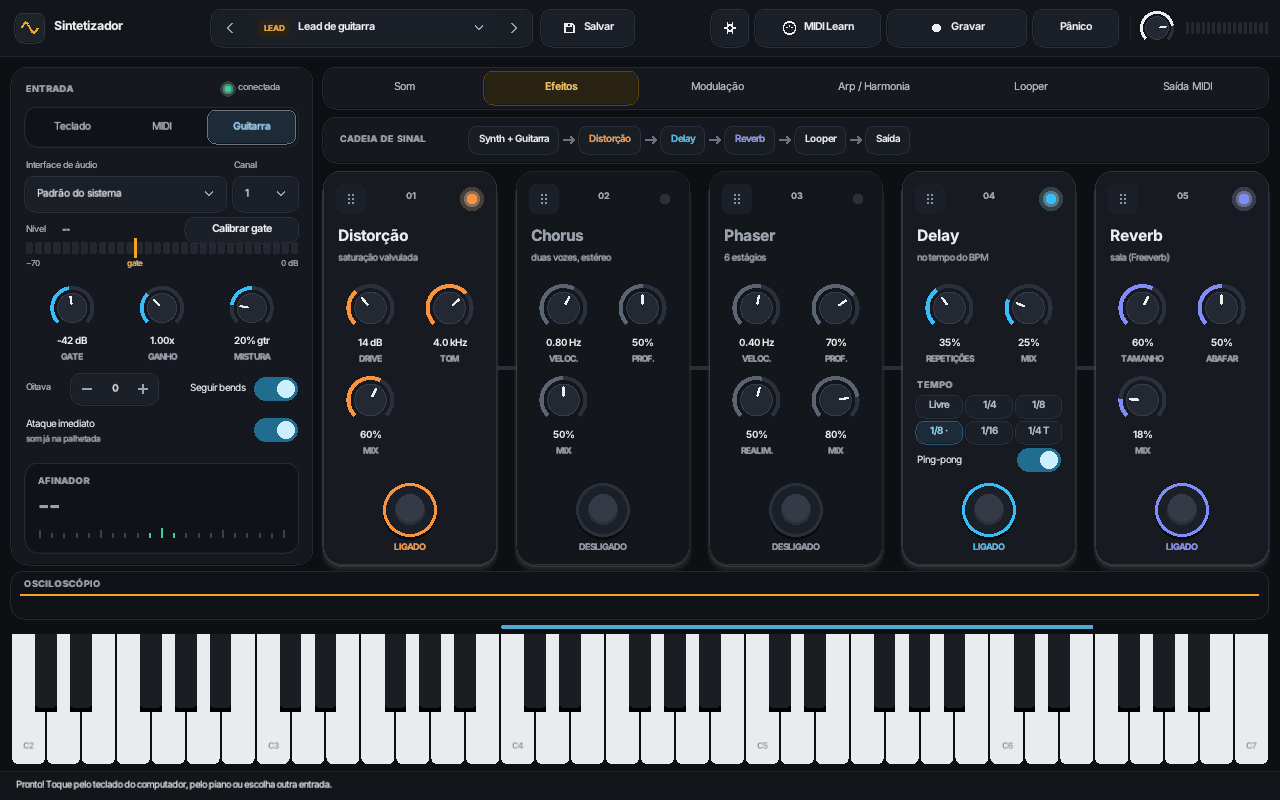 Sintetizador
LEAD Lead de guitarra
Salvar
MIDI Learn
Gravar
Pânico
ENTRADA
conectada
Teclado MIDI Guitarra
Interface de áudio Canal
Padrão do sistema 1
Nível -- Calibrar gate
−70 gate 0 dB
-42 dB 1.00x 20% gtr
GATE GANHO MISTURA
Oitava − 0 + Seguir bends
Ataque imediato
som já na palhetada
AFINADOR
--
Som Efeitos Modulação Arp / Harmonia Looper Saída MIDI
CADEIA DE SINAL Synth + Guitarra → Distorção → Delay → Reverb → Looper → Saída
01
Distorção
saturação valvulada
14 dB 4.0 kHz
DRIVE TOM
60%
MIX
LIGADO
02
Chorus
duas vozes, estéreo
0.80 Hz 50%
VELOC. PROF.
50%
MIX
DESLIGADO
03
Phaser
6 estágios
0.40 Hz 70%
VELOC. PROF.
50% 80%
REALIM. MIX
DESLIGADO
04
Delay
no tempo do BPM
35% 25%
REPETIÇÕES MIX
TEMPO
Livre 1/4 1/8
1/8 · 1/16 1/4 T
Ping-pong
LIGADO
05
Reverb
sala (Freeverb)
60% 50%
TAMANHO ABAFAR
18%
MIX
LIGADO
OSCILOSCÓPIO
C2 C3 C4 C5 C6 C7
Pronto! Toque pelo teclado do computador, pelo piano ou escolha outra entrada.